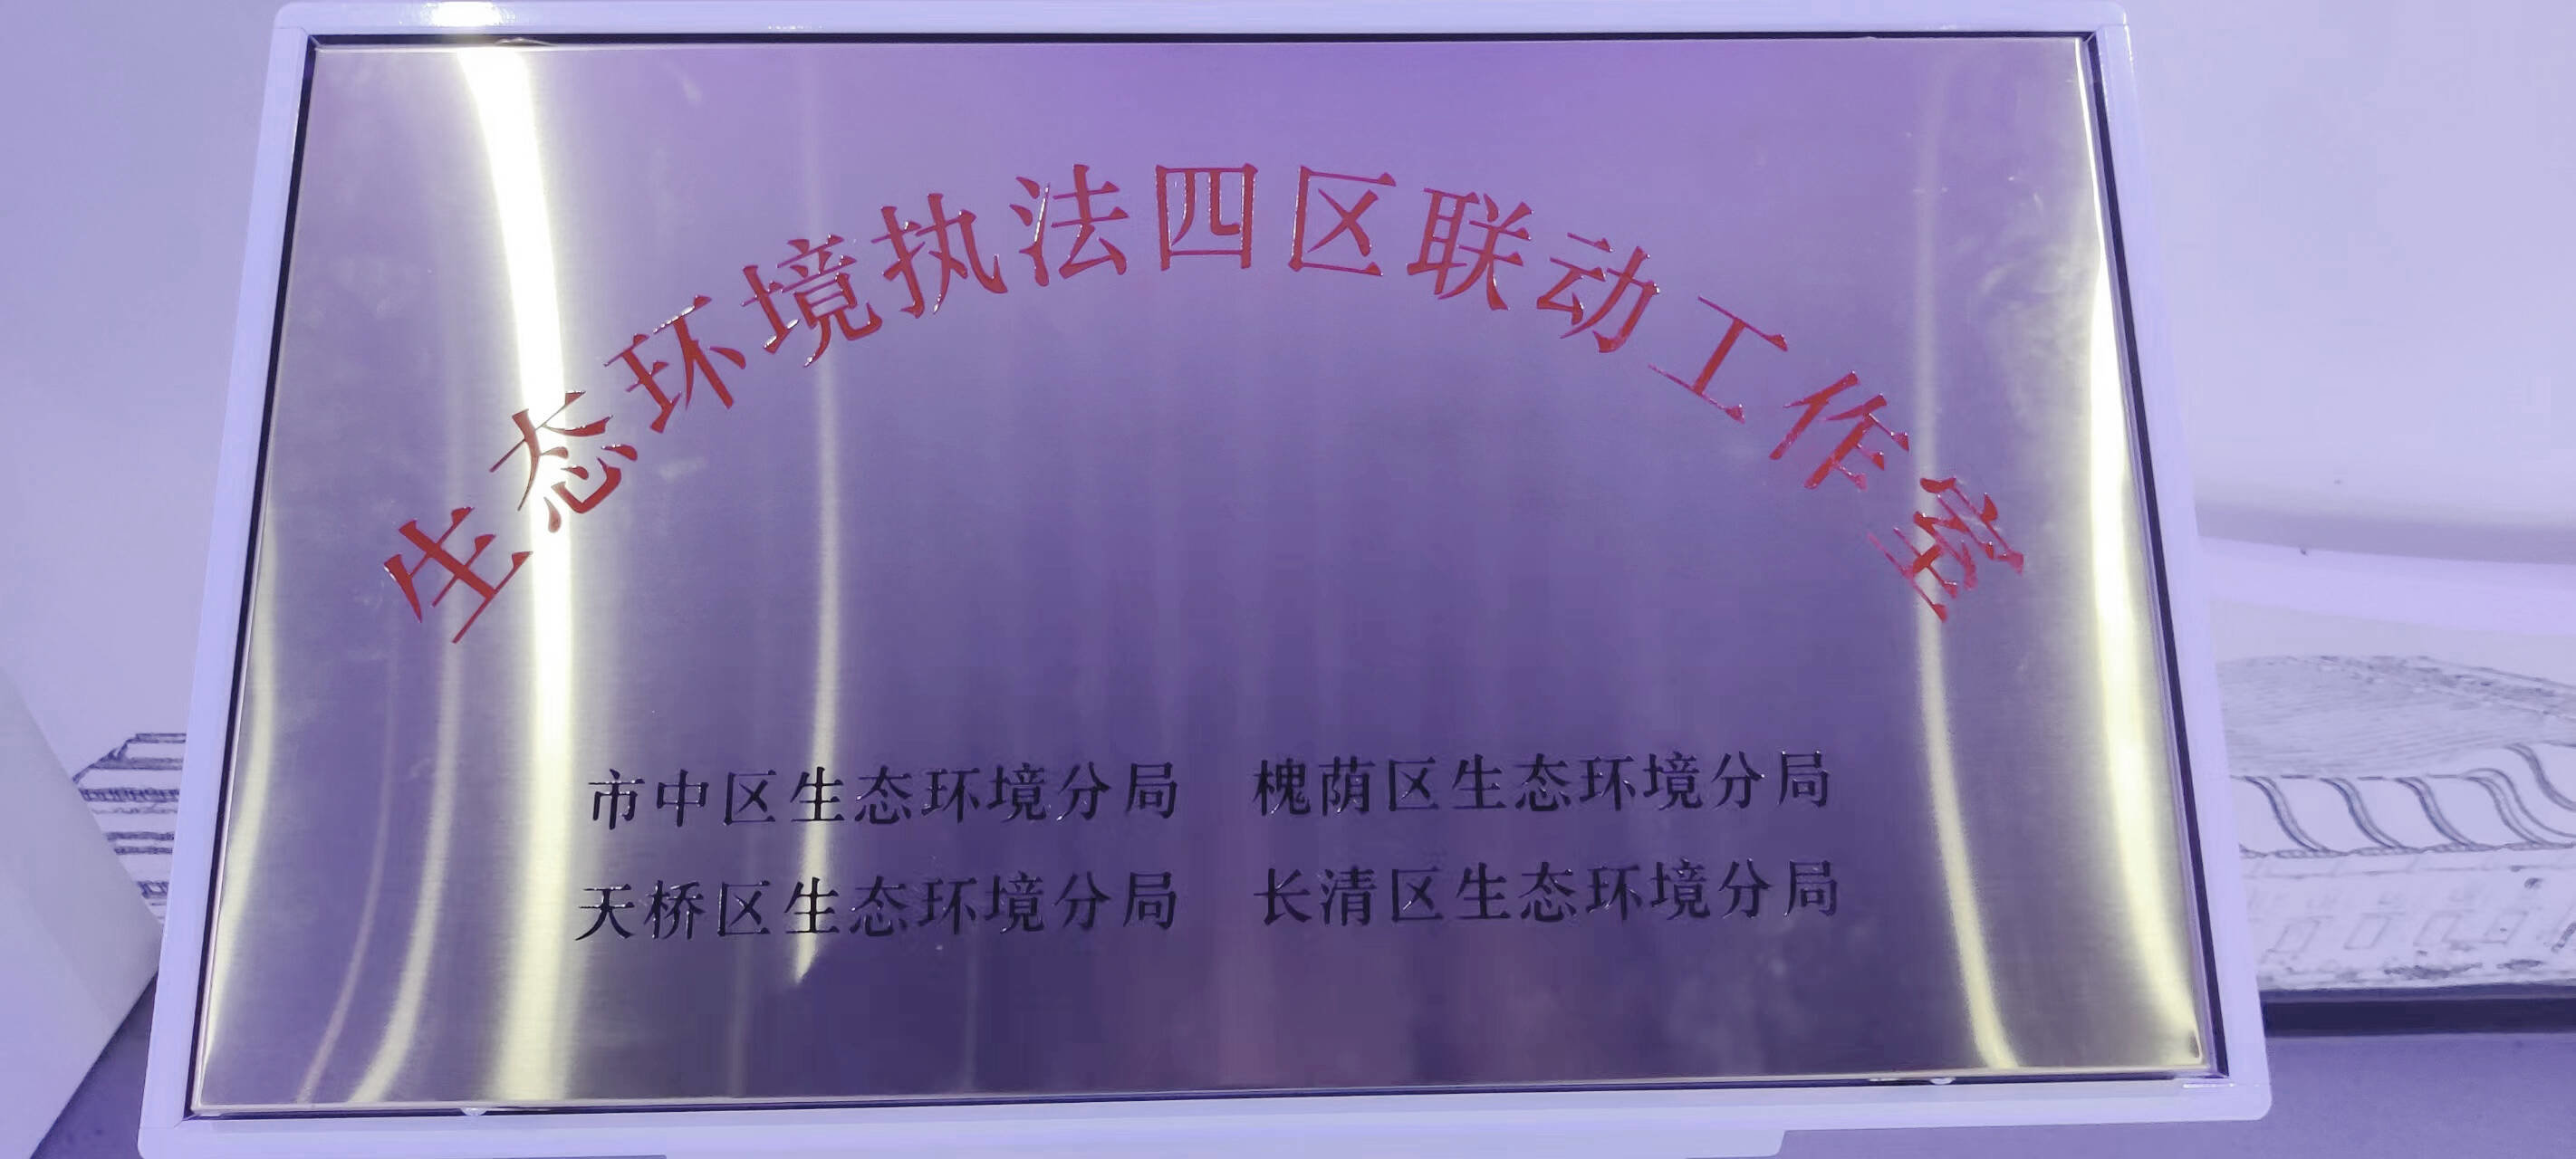 生态环境执法四区联动工作室
市中区生态环境分局 槐荫区生态环境分局
天桥区生态环境分局 长清区生态环境分局